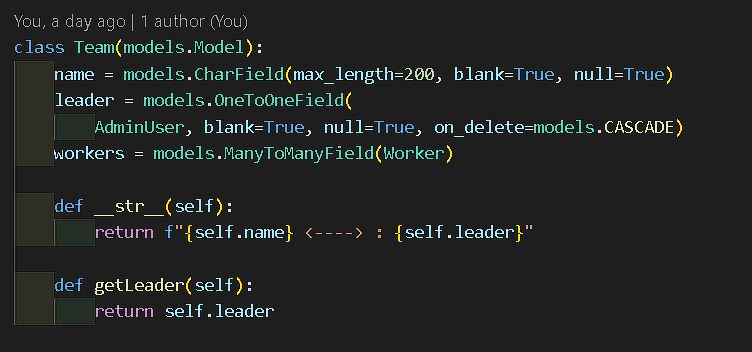 You, a day ago | 1 author (You)
class Team(models.Model):
    name = models.CharField(max_length=200, blank=True, null=True)
    leader = models.OneToOneField(
        AdminUser, blank=True, null=True, on_delete=models.CASCADE)
    workers = models.ManyToManyField(Worker)

    def __str__(self):
        return f"{self.name} <----> : {self.leader}"

    def getLeader(self):
        return self.leader